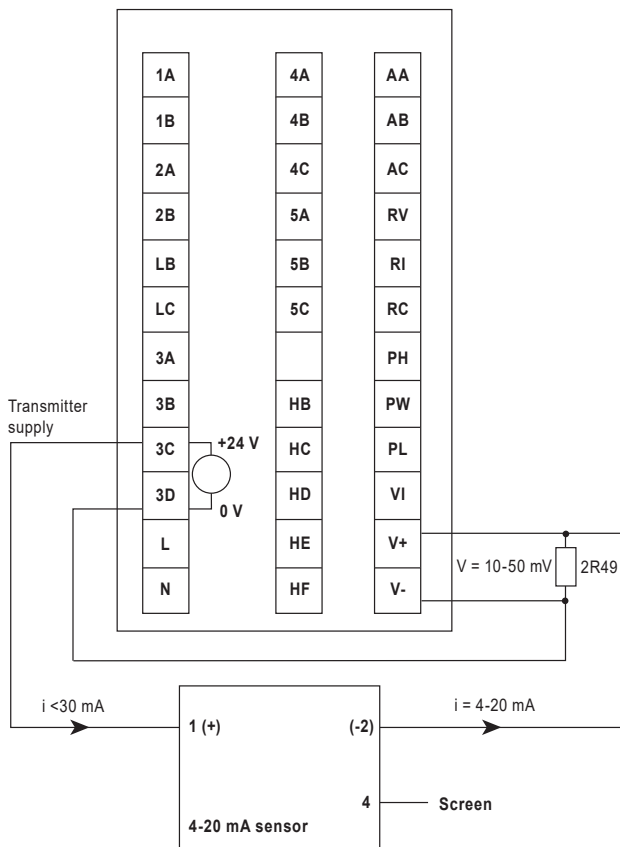 1A
1B
2A
2B
LB
LC
3A
3B
3C
3D
L
N
4A
4B
4C
5A
5B
5C
HB
HC
HD
HE
HF
AA
AB
AC
RV
RI
RC
PH
PW
PL
VI
V+
V-
Transmitter
supply
+24 V
0 V
V = 10-50 mV
2R49
i <30 mA
1 (+)
(-2)
i = 4-20 mA
4
Screen
4-20 mA sensor